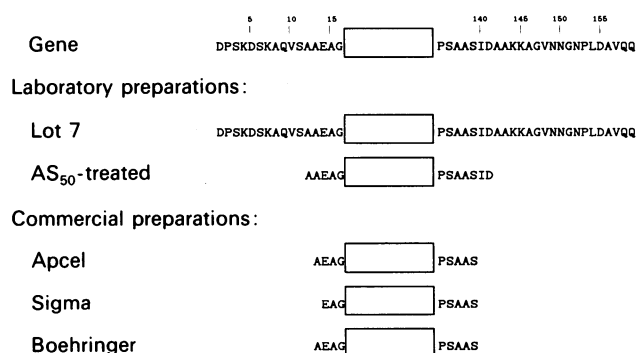 5 10 15 140 145 150 155
Gene DPSKDSKAQVSAAEAG PSAASIDAAKKAGVNNGNPLDAVQQ
Laboratory preparations:
Lot 7 DPSKDSKAQVSAAEAG PSAASIDAAKKAGVNNGNPLDAVQQ
AS50-treated AAEAG PSAASID
Commercial preparations:
Apcel AEAG PSAAS
Sigma EAG PSAAS
Boehringer AEAG PSAAS